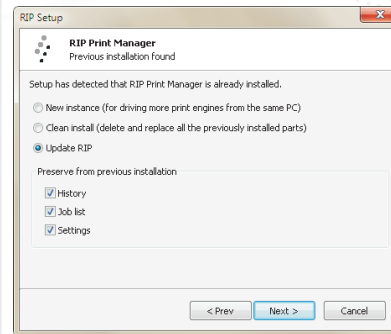 RIP Setup
RIP Print Manager
Previous installation found
Setup has detected that RIP Print Manager is already installed.
New instance (for driving more print engines from the same PC)
Clean install (delete and replace all the previously installed parts)
Update RIP
Preserve from previous installation
History
Job list
Settings
< Prev
Next >
Cancel